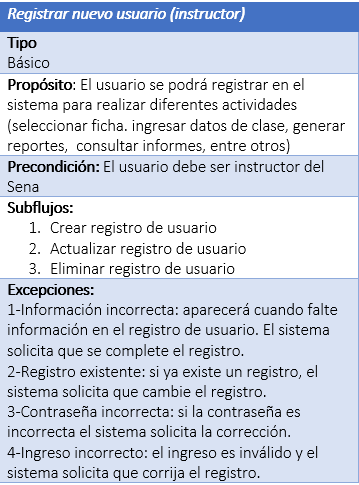 Registrar nuevo usuario (instructor)
Tipo
Básico
Propósito: El usuario se podrá registrar en el
sistema para realizar diferentes actividades
(seleccionar ficha. ingresar datos de clase, generar
reportes, consultar informes, entre otros)
Precondición: El usuario debe ser instructor del
Sena
Subflujos:
1. Crear registro de usuario
2. Actualizar registro de usuario
3. Eliminar registro de usuario
Excepciones:
1-Información incorrecta: aparecerá cuando falte
información en el registro de usuario. El sistema
solicita que se complete el registro.
2-Registro existente: si ya existe un registro, el
sistema solicita que cambie el registro.
3-Contraseña incorrecta: si la contraseña es
incorrecta el sistema solicita la corrección.
4-Ingreso incorrecto: el ingreso es inválido y el
sistema solicita que corrija el registro.